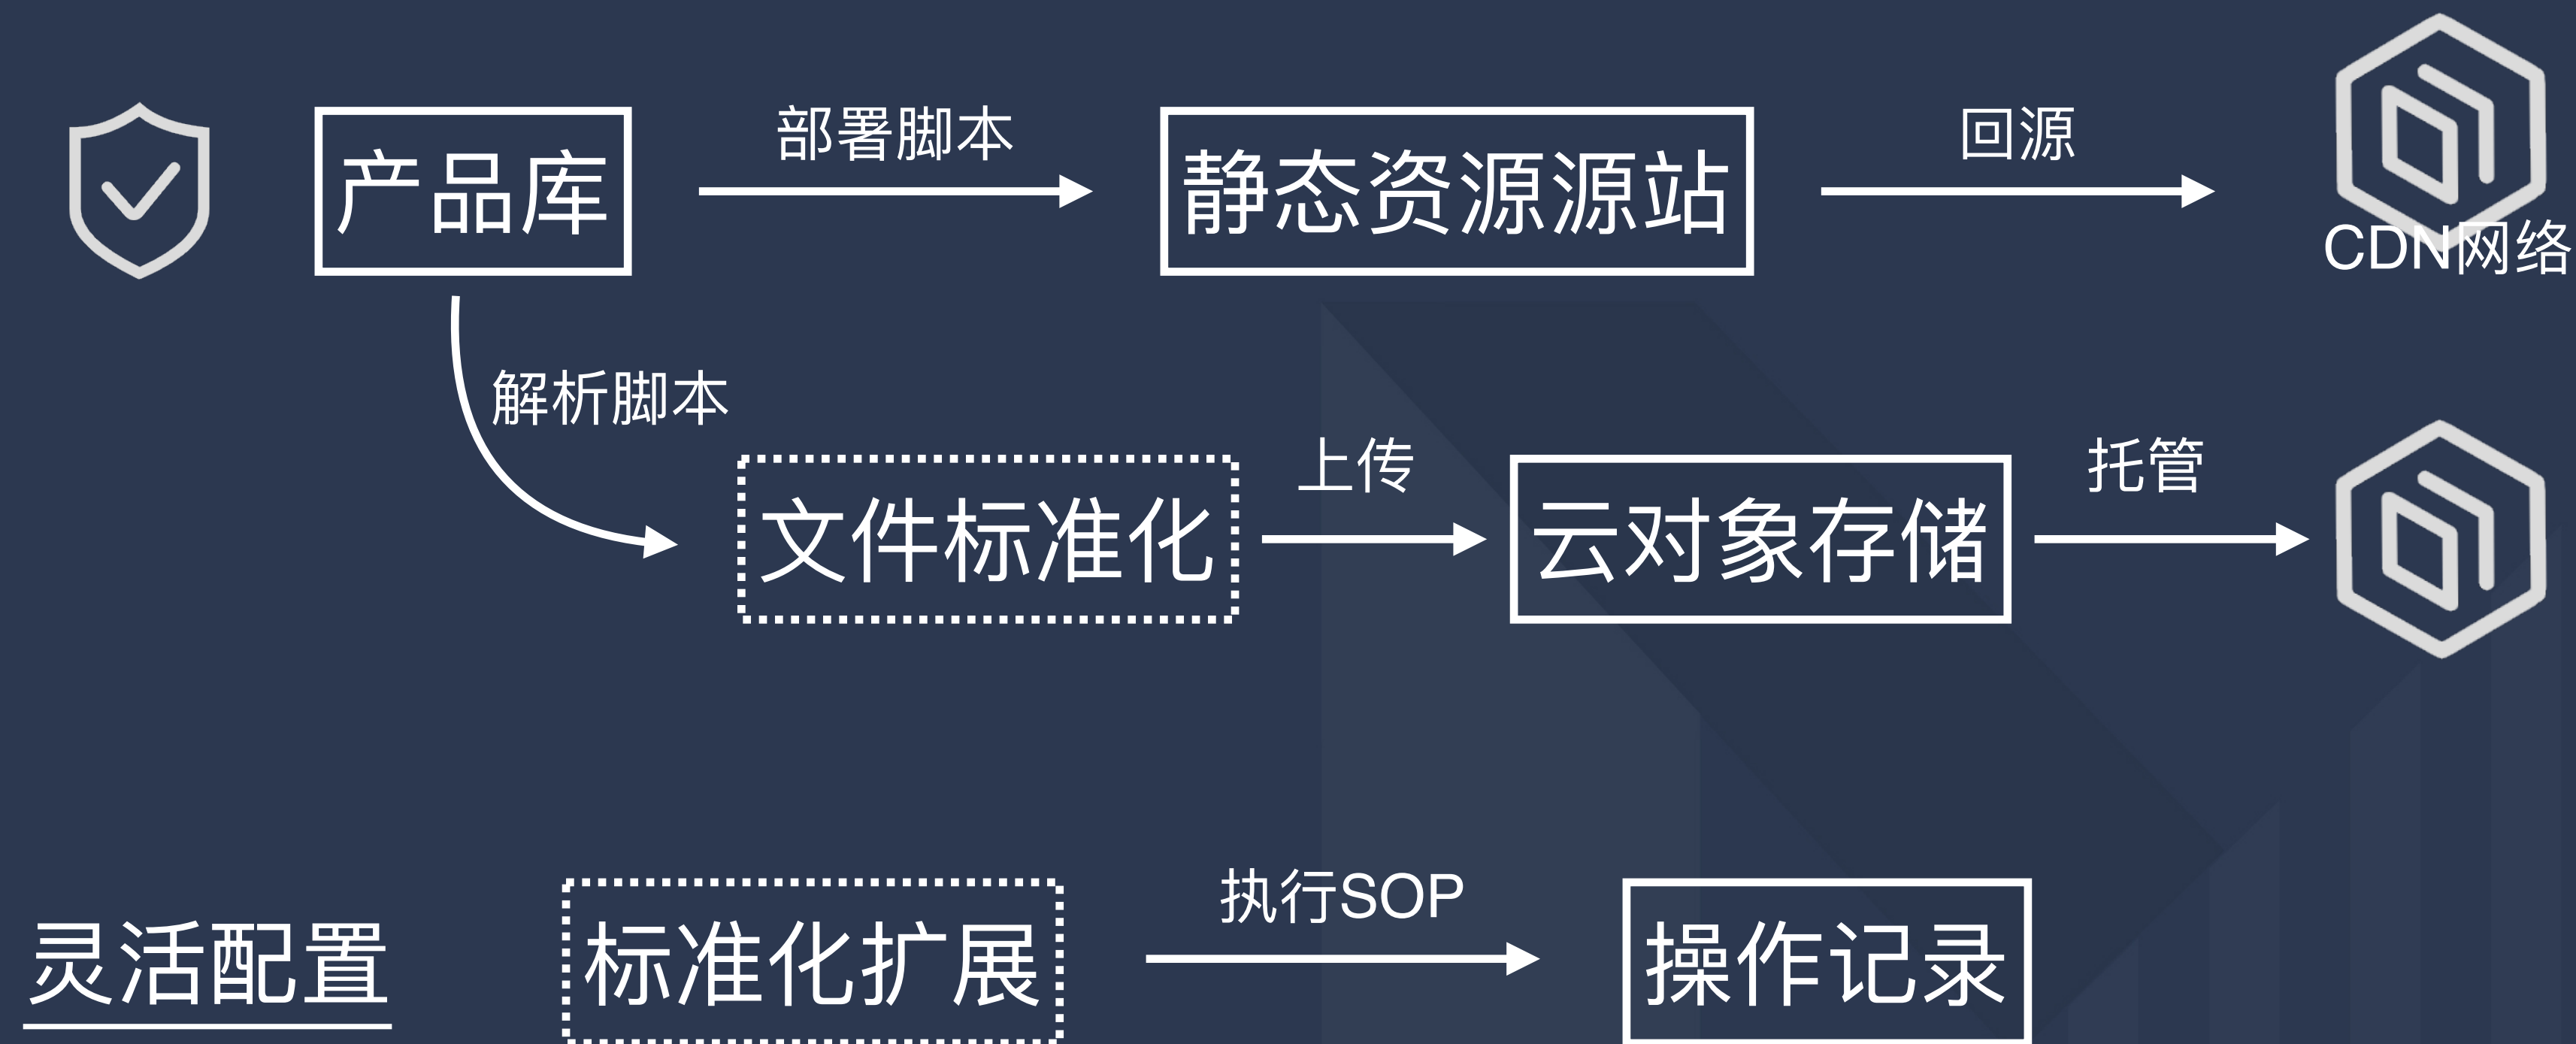 部署脚本
回源
产品库
静态资源源站
CDN网络
解析脚本
上传
托管
文件标准化
云对象存储
执行SOP
灵活配置
标准化扩展
操作记录